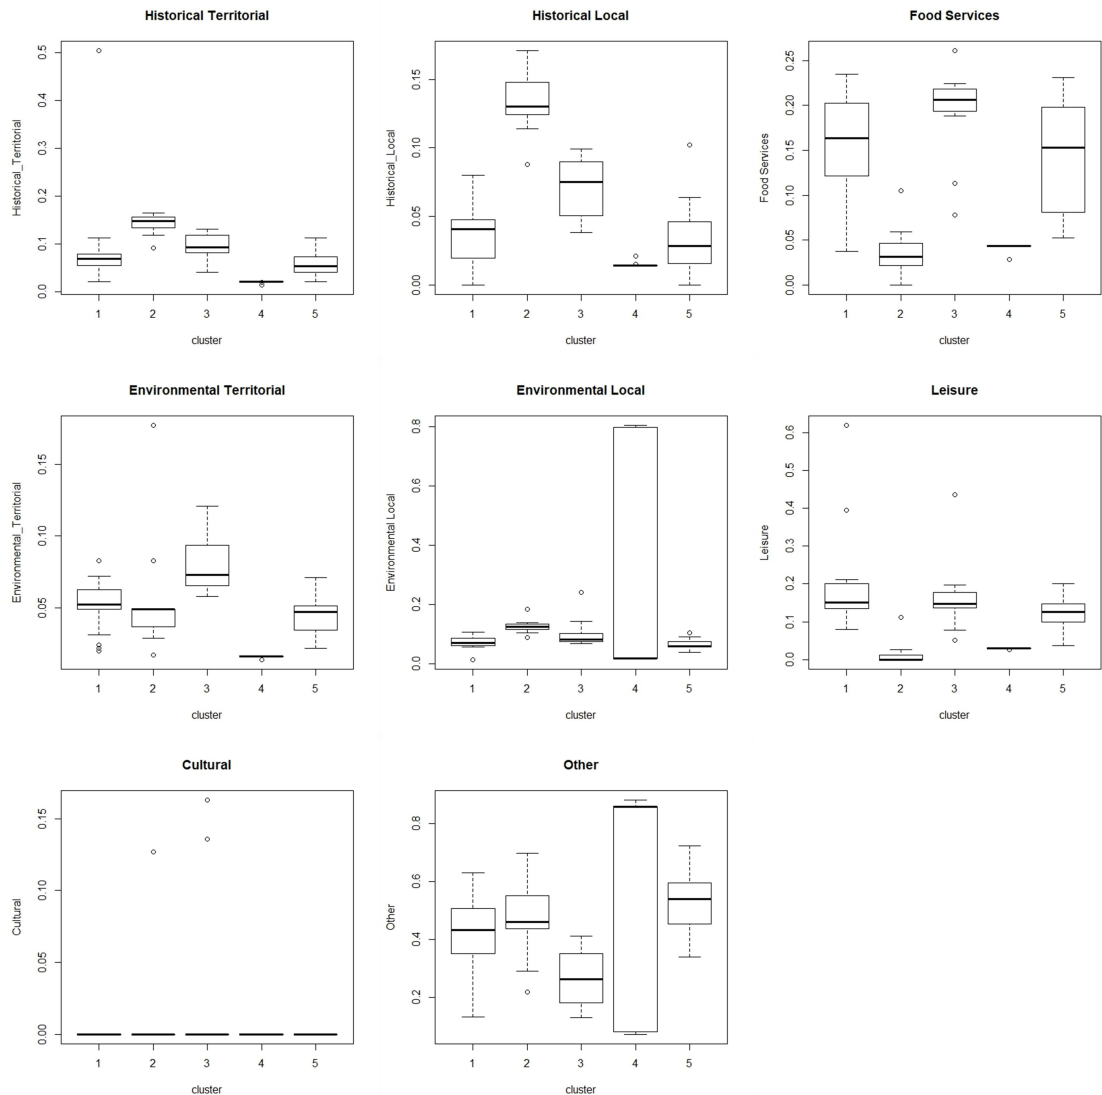 Historical Territorial
Historical_Territorial
0.5
0.4
0.3
0.2
0.1
0.0
1 2 3 4 5
cluster
Historical Local
Historical_Local
0.15
0.10
0.05
0.00
1 2 3 4 5
cluster
Food Services
Food Services
0.25
0.20
0.15
0.10
0.05
0.00
1 2 3 4 5
cluster
Environmental Territorial
Environmental_Territorial
0.15
0.10
0.05
1 2 3 4 5
cluster
Environmental Local
Environmental Local
0.8
0.6
0.4
0.2
0.0
1 2 3 4 5
cluster
Leisure
Leisure
0.6
0.5
0.4
0.3
0.2
0.1
0.0
1 2 3 4 5
cluster
Cultural
Cultural
0.15
0.10
0.05
0.00
1 2 3 4 5
cluster
Other
Other
0.8
0.6
0.4
0.2
1 2 3 4 5
cluster